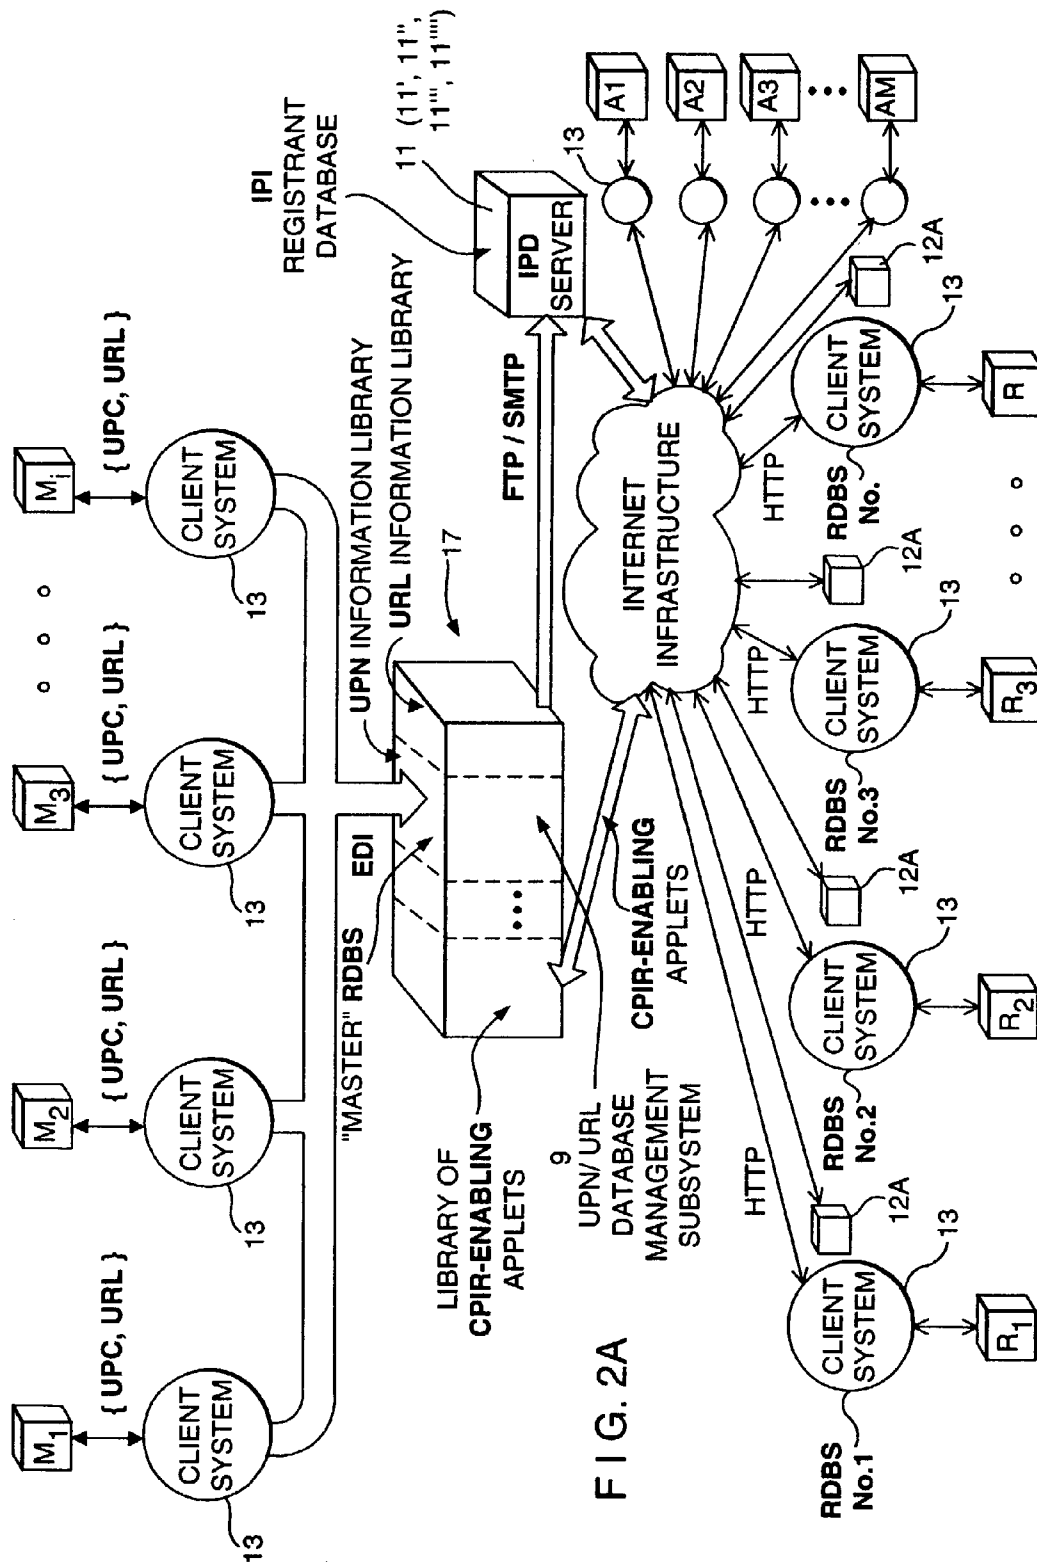 M1
M2
M3
Mi
{ UPC, URL }
{ UPC, URL }
{ UPC, URL }
{ UPC, URL }
CLIENT
SYSTEM
CLIENT
SYSTEM
CLIENT
SYSTEM
CLIENT
SYSTEM
13
13
13
13
EDI
"MASTER" RDBS
UPN INFORMATION LIBRARY
URL INFORMATION LIBRARY
17
IPI
REGISTRANT
DATABASE
11 (11', 11",
11''', 11'''')
IPD
SERVER
FTP / SMTP
LIBRARY OF
CPIR-ENABLING
APPLETS
9
UPN/ URL
DATABASE
MANAGEMENT
SUBSYSTEM
CPIR-ENABLING
APPLETS
INTERNET
INFRASTRUCTURE
13
A1
A2
A3
AM
12A
12A
12A
12A
HTTP
HTTP
HTTP
HTTP
CLIENT
SYSTEM
CLIENT
SYSTEM
CLIENT
SYSTEM
CLIENT
SYSTEM
13
13
13
13
RDBS
No.1
RDBS
No.2
RDBS
No.3
RDBS
No.
R1
R2
R3
R
FIG. 2A